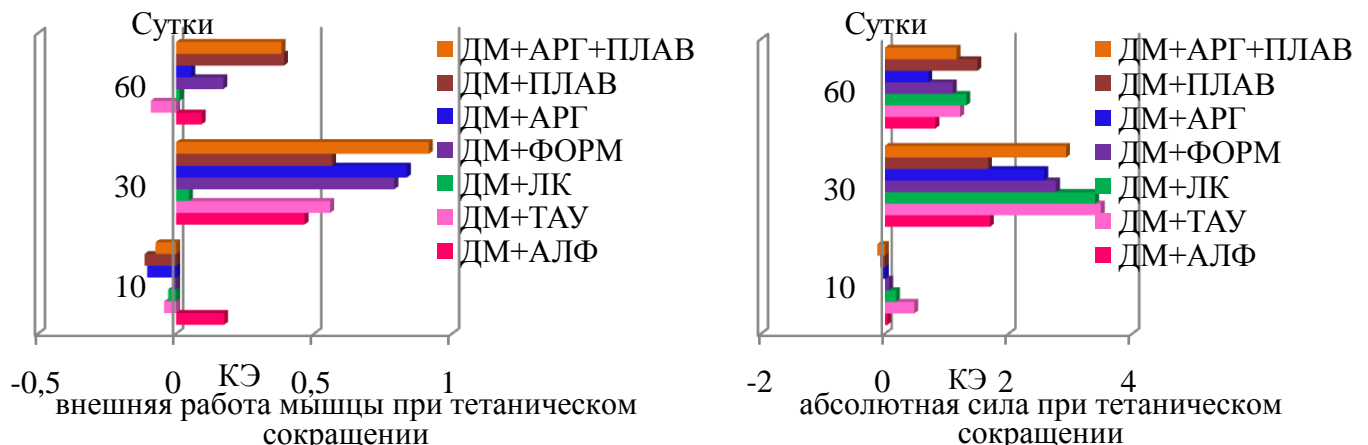 Сутки
60
30
10
-0,5
0
КЭ
0,5
1
ДМ+АРГ+ПЛАВ
ДМ+ПЛАВ
ДМ+АРГ
ДМ+ФОРМ
ДМ+ЛК
ДМ+ТАУ
ДМ+АЛФ
внешняя работа мышцы при тетаническом
сокращении
Сутки
60
30
10
-2
0
КЭ
2
4
ДМ+АРГ+ПЛАВ
ДМ+ПЛАВ
ДМ+АРГ
ДМ+ФОРМ
ДМ+ЛК
ДМ+ТАУ
ДМ+АЛФ
абсолютная сила при тетаническом
сокращении